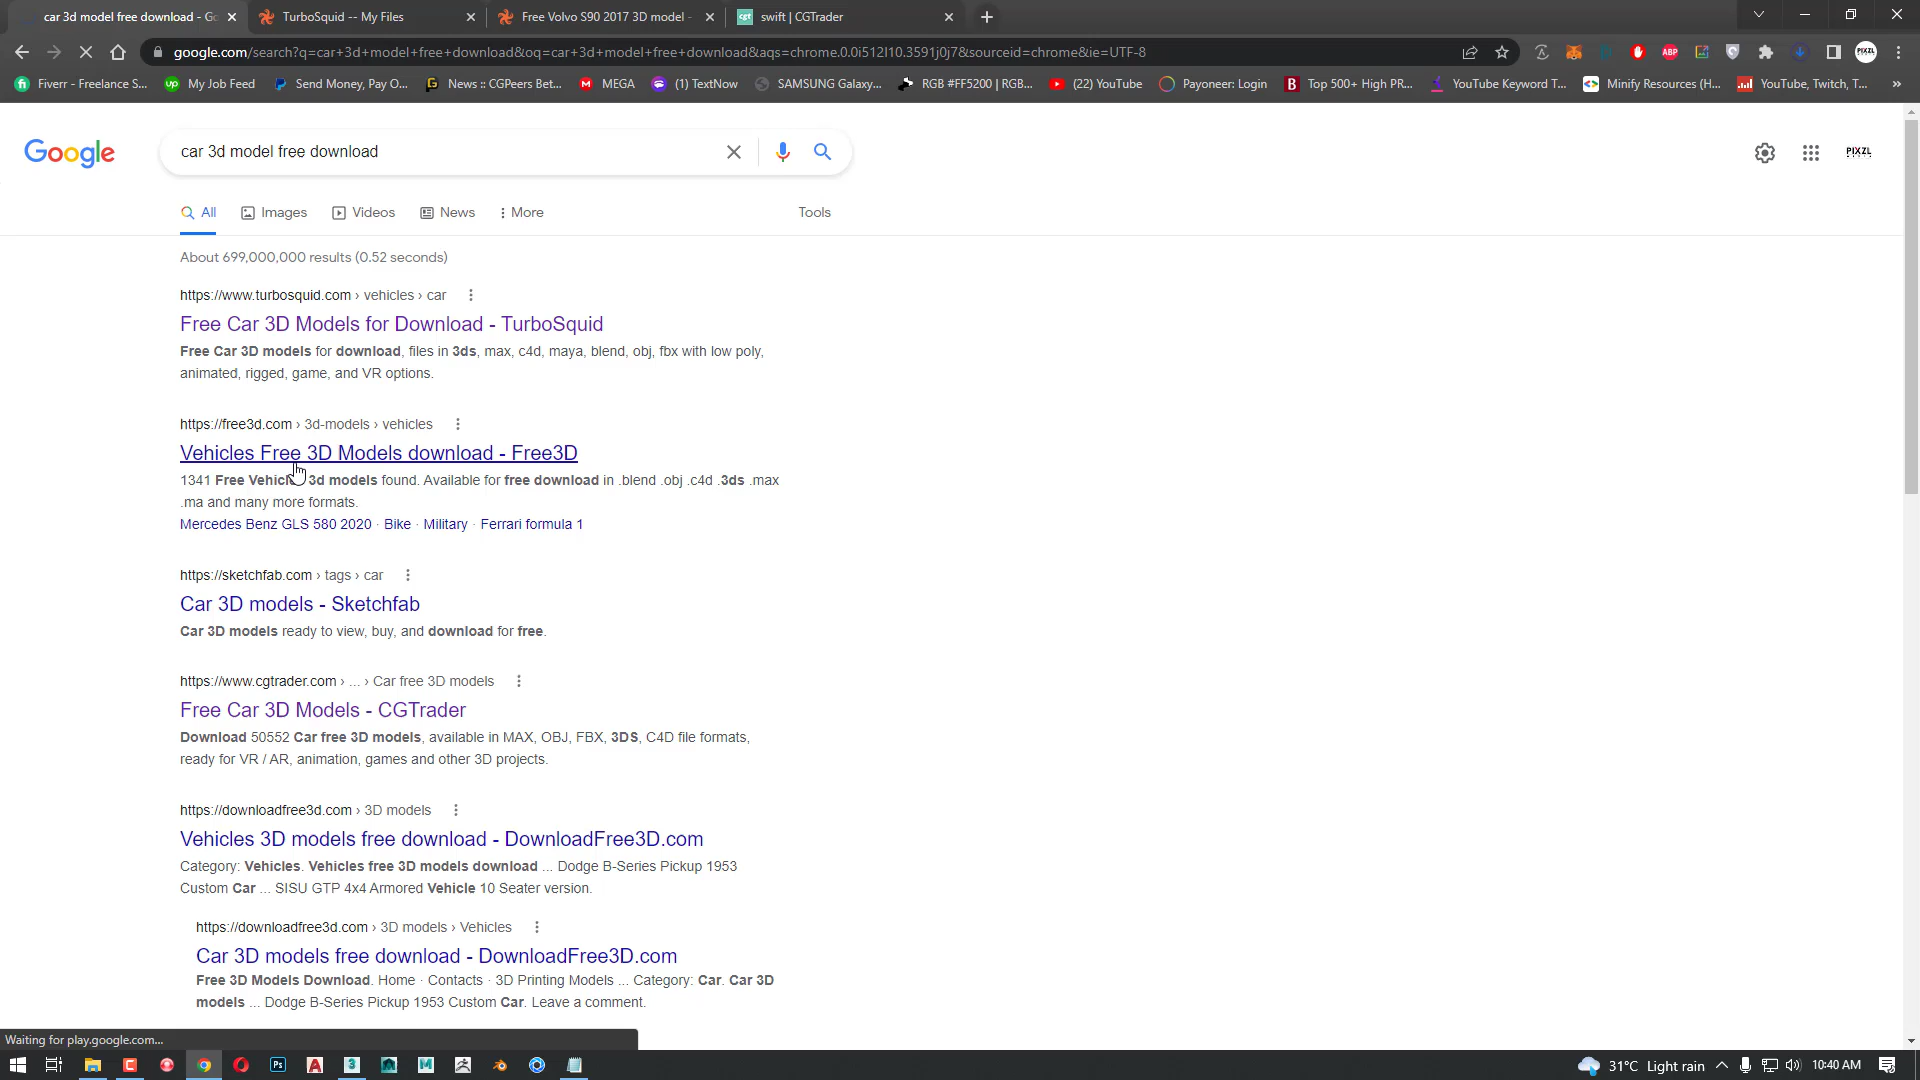 car 3d model free download - Go
TurboSquid -- My Files
Free Volvo S90 2017 3D model -
swift | CGTrader
google.com/search?q=car+3d+model+free+download&oq=car+3d+model+free+download&aqs=chrome.0.0i512l10.3591j0j7&sourceid=chrome&ie=UTF-8
Fiverr - Freelance S...
My Job Feed
Send Money, Pay O...
News :: CGPeers Bet...
MEGA
(1) TextNow
SAMSUNG Galaxy...
RGB #FF5200 | RGB...
(22) YouTube
Payoneer: Login
Top 500+ High PR...
YouTube Keyword T...
Minify Resources (H...
YouTube, Twitch, T...
Google
car 3d model free download
PIXZL
All
Images
Videos
News
More
Tools
About 699,000,000 results (0.52 seconds)
https://www.turbosquid.com › vehicles › car
Free Car 3D Models for Download - TurboSquid
Free Car 3D models for download, files in 3ds, max, c4d, maya, blend, obj, fbx with low poly,
animated, rigged, game, and VR options.
https://free3d.com › 3d-models › vehicles
Vehicles Free 3D Models download - Free3D
1341 Free Vehicle 3d models found. Available for free download in .blend .obj .c4d .3ds .max
.ma and many more formats.
Mercedes Benz GLS 580 2020 · Bike · Military · Ferrari formula 1
https://sketchfab.com › tags › car
Car 3D models - Sketchfab
Car 3D models ready to view, buy, and download for free.
https://www.cgtrader.com › ... › Car free 3D models
Free Car 3D Models - CGTrader
Download 50552 Car free 3D models, available in MAX, OBJ, FBX, 3DS, C4D file formats,
ready for VR / AR, animation, games and other 3D projects.
https://downloadfree3d.com › 3D models
Vehicles 3D models free download - DownloadFree3D.com
Category: Vehicles. Vehicles free 3D models download ... Dodge B-Series Pickup 1953
Custom Car ... SISU GTP 4x4 Armored Vehicle 10 Seater version.
https://downloadfree3d.com › 3D models › Vehicles
Car 3D models free download - DownloadFree3D.com
Free 3D Models Download. Home · Contacts · 3D Printing Models ... Category: Car. Car 3D
models ... Dodge B-Series Pickup 1953 Custom Car. Leave a comment.
Waiting for play.google.com...
31°C Light rain
10:40 AM